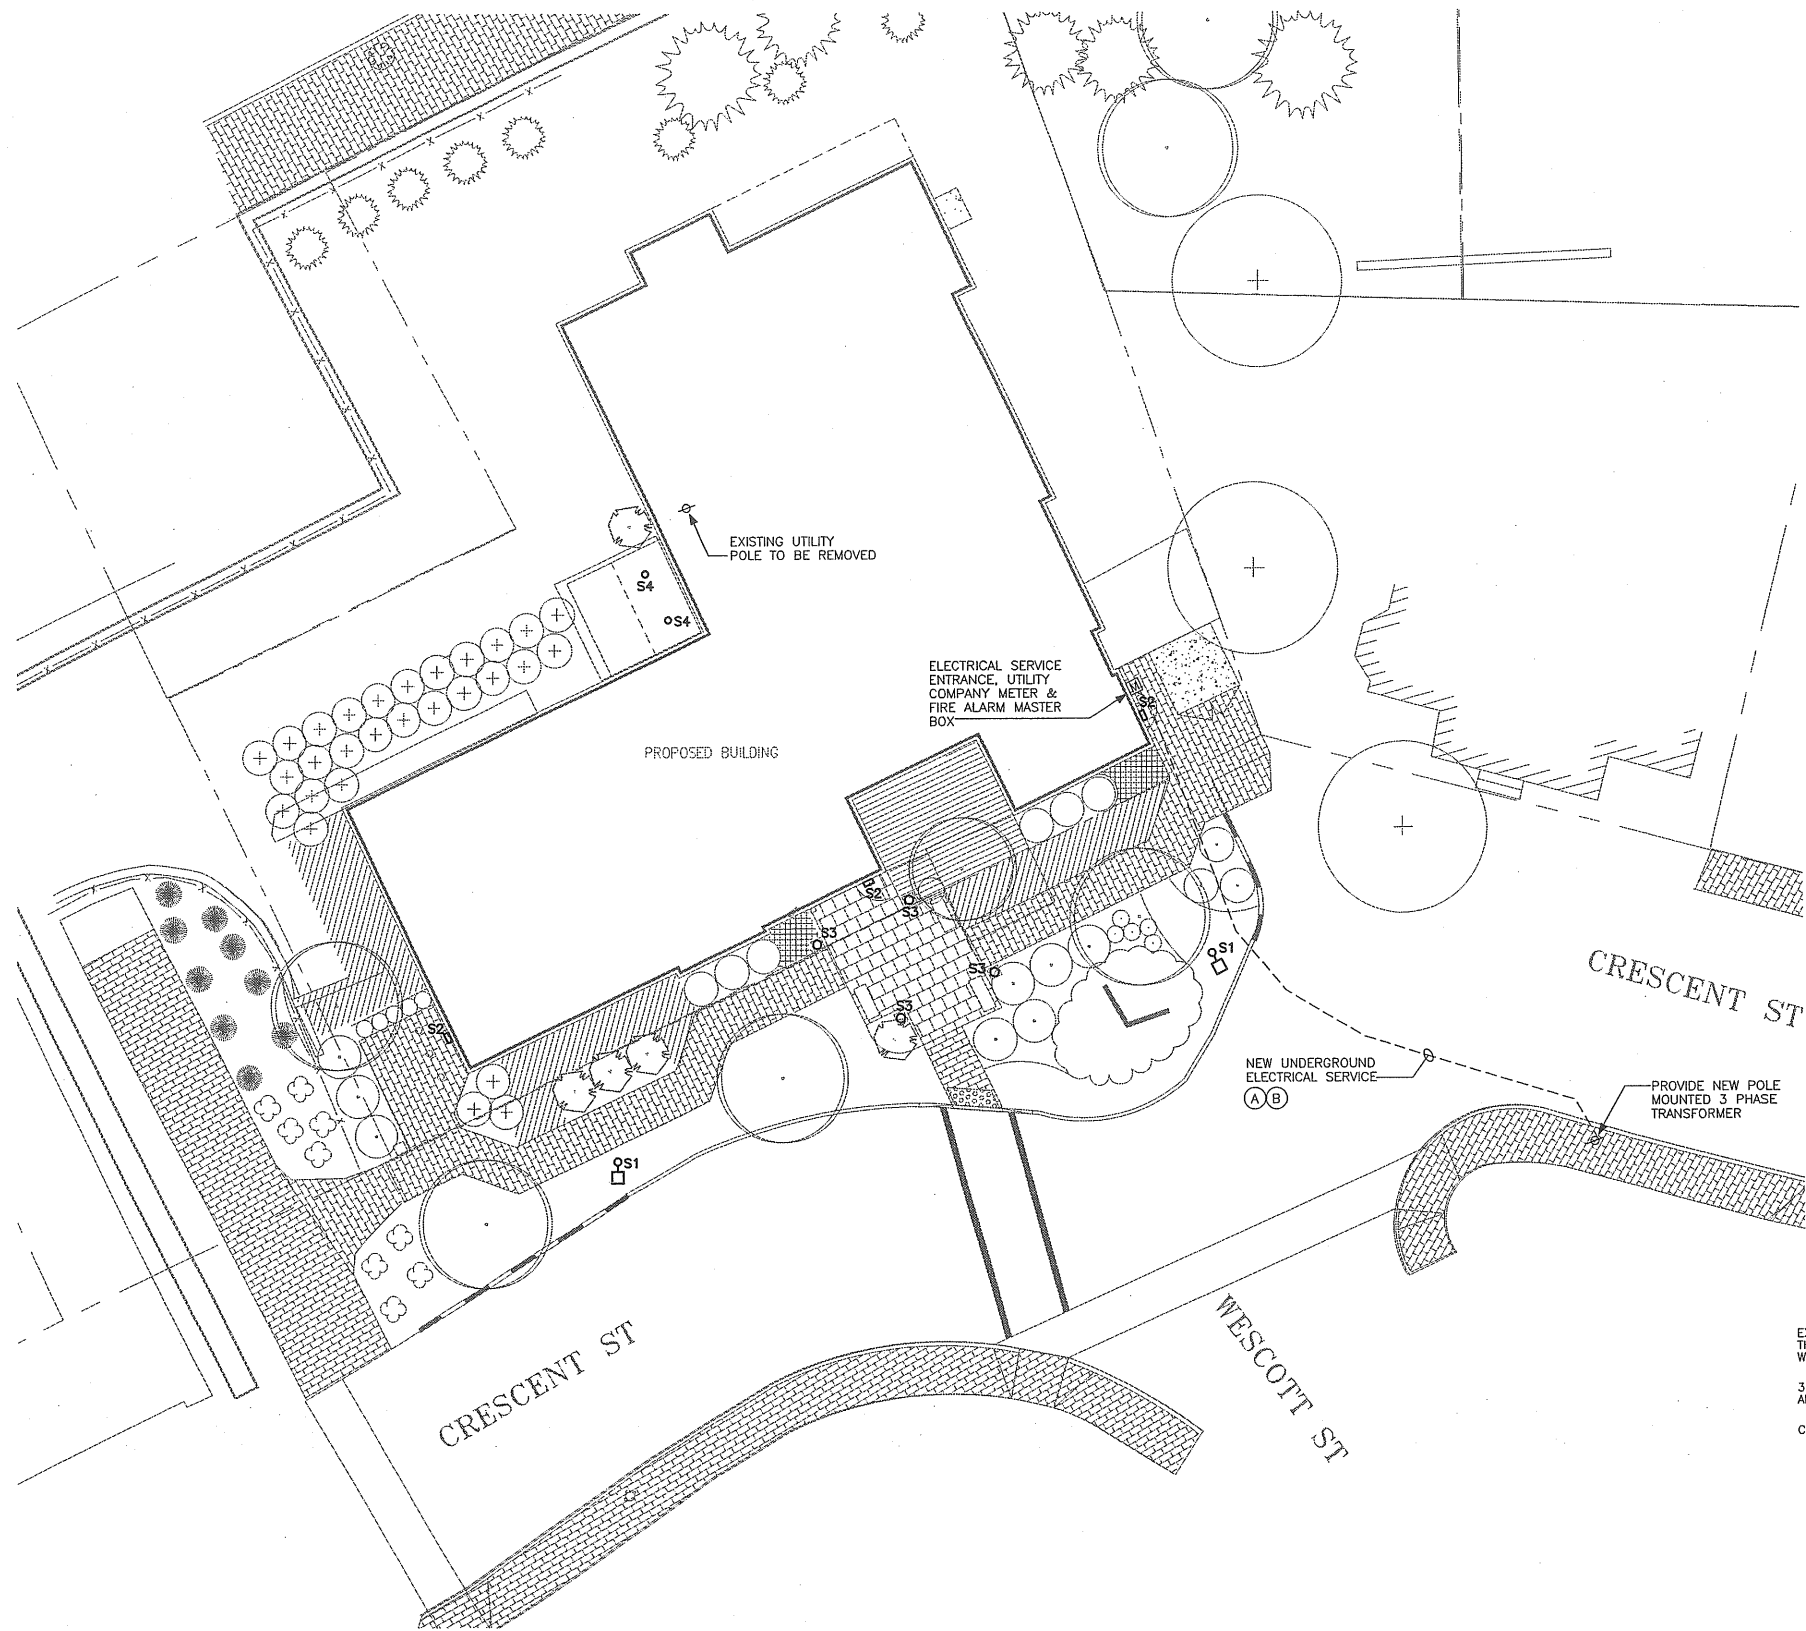 EXISTING UTILITY
POLE TO BE REMOVED
S4
S4
ELECTRICAL SERVICE
ENTRANCE, UTILITY
COMPANY METER &
FIRE ALARM MASTER
BOX
S2
PROPOSED BUILDING
S2
S3
S3
S1
S3
S3
S2
CRESCENT ST
NEW UNDERGROUND
ELECTRICAL SERVICE
A B
PROVIDE NEW POLE
MOUNTED 3 PHASE
TRANSFORMER
S1
CRESCENT ST
WESCOTT ST